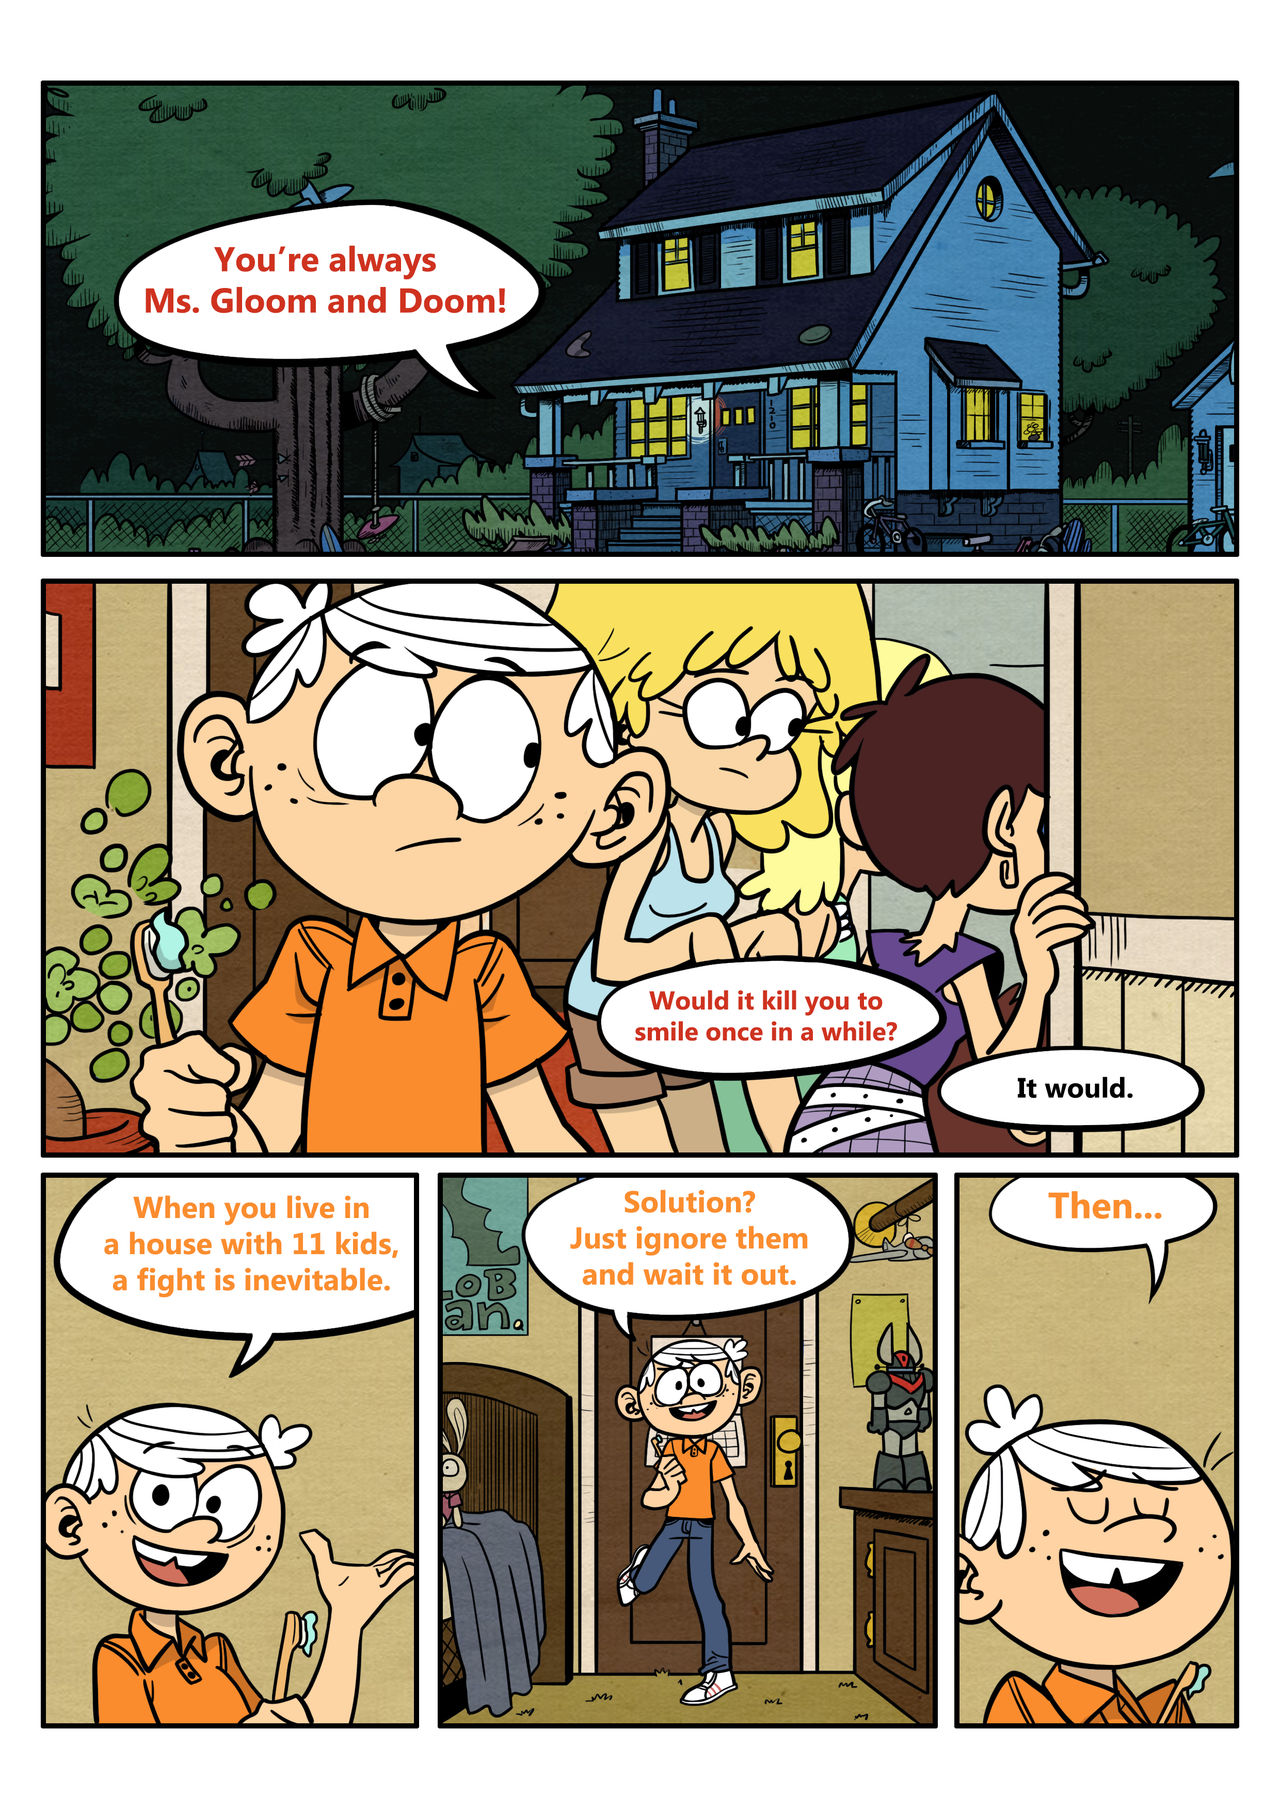 You're always
Ms. Gloom and Doom!
1210
Would it kill you to
smile once in a while?
It would.
When you live in
a house with 11 kids,
a fight is inevitable.
Solution?
Just ignore them
and wait it out.
Then...